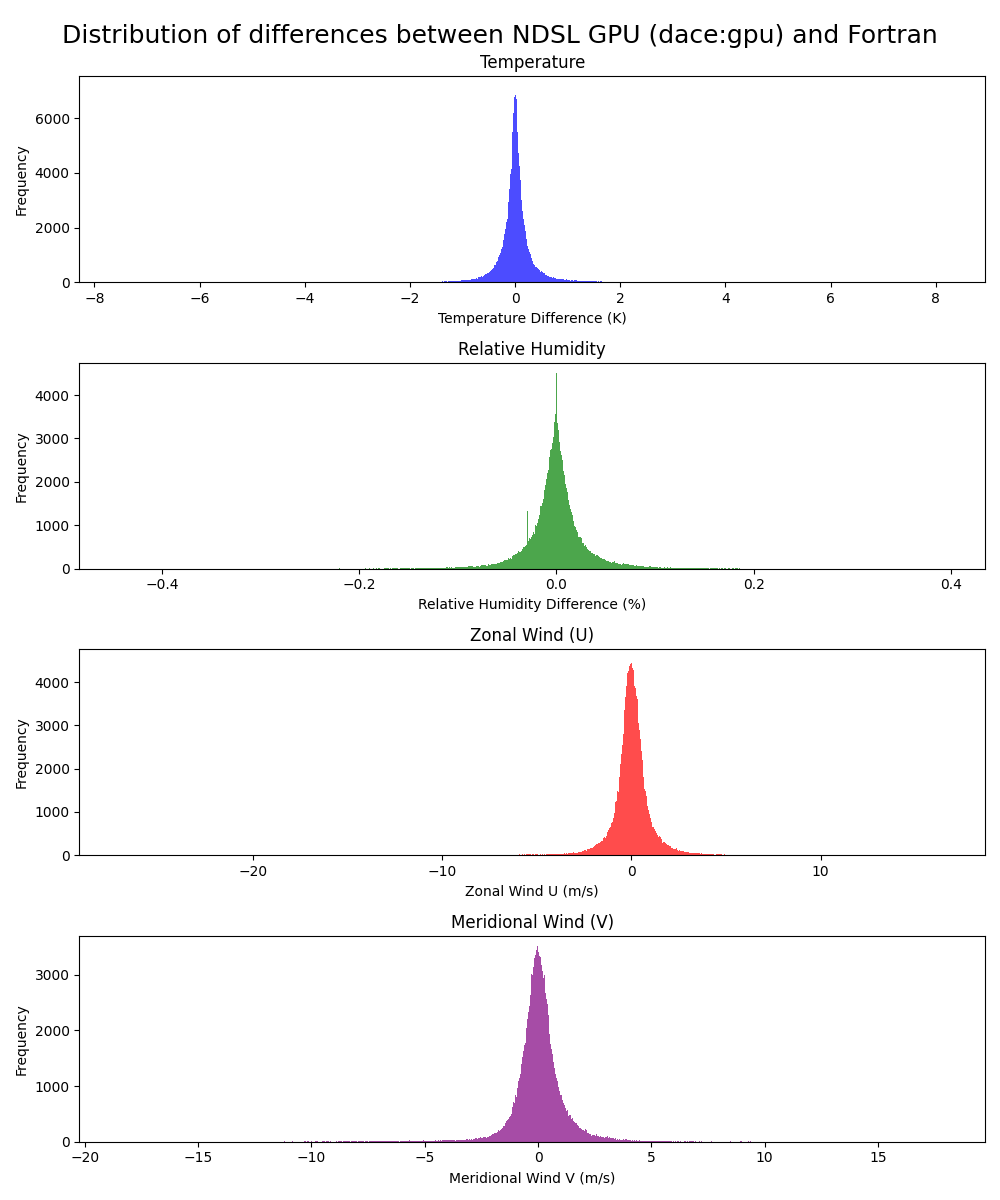 Distribution of differences between NDSL GPU (dace:gpu) and Fortran
Temperature
Frequency
6000
4000
2000
0
−8 −6 −4 −2 0 2 4 6 8
Temperature Difference (K)
Relative Humidity
Frequency
4000
3000
2000
1000
0
−0.4 −0.2 0.0 0.2 0.4
Relative Humidity Difference (%)
Zonal Wind (U)
Frequency
4000
3000
2000
1000
0
−20 −10 0 10
Zonal Wind U (m/s)
Meridional Wind (V)
Frequency
3000
2000
1000
0
−20 −15 −10 −5 0 5 10 15
Meridional Wind V (m/s)